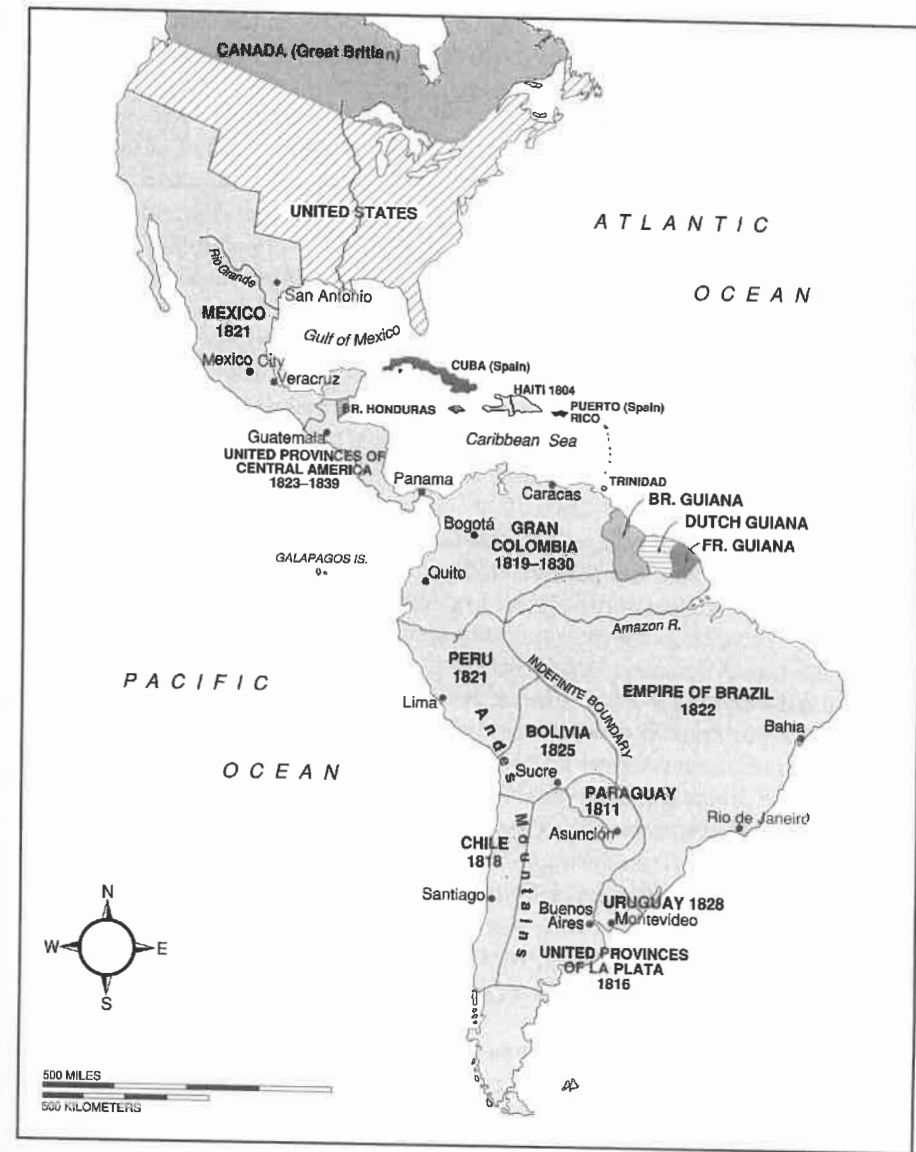 CANADA (Great Britian)
UNITED STATES
ATLANTIC
OCEAN
Rio Grande
San Antonio
MEXICO
1821
Gulf of Mexico
Mexico City
Veracruz
CUBA (Spain)
HAITI 1804
BR. HONDURAS
PUERTO (Spain)
RICO
Caribbean Sea
Guatemala
UNITED PROVINCES OF
CENTRAL AMERICA
1823–1839
Panama
Caracas
TRINIDAD
BR. GUIANA
DUTCH GUIANA
FR. GUIANA
Bogotá
GRAN
COLOMBIA
1819–1830
GALAPAGOS IS.
Quito
Amazon R.
PERU
1821
INDEFINITE BOUNDARY
PACIFIC
OCEAN
EMPIRE OF BRAZIL
1822
Lima
Bahia
Andes
Mountains
BOLIVIA
1825
Sucre
PARAGUAY
1811
Asunción
Rio de Janeiro
CHILE
1818
Santiago
Buenos
Aires
URUGUAY 1828
Montevideo
UNITED PROVINCES
OF LA PLATA
1816
N
W
E
S
500 MILES
500 KILOMETERS